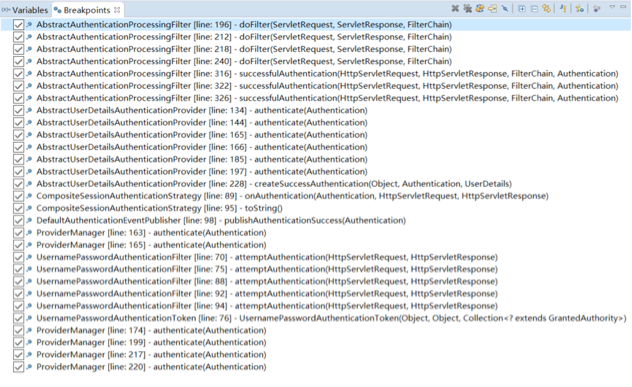 Variables Breakpoints
AbstractAuthenticationProcessingFilter [line: 196] - doFilter(ServletRequest, ServletResponse, FilterChain)
AbstractAuthenticationProcessingFilter [line: 212] - doFilter(ServletRequest, ServletResponse, FilterChain)
AbstractAuthenticationProcessingFilter [line: 218] - doFilter(ServletRequest, ServletResponse, FilterChain)
AbstractAuthenticationProcessingFilter [line: 240] - doFilter(ServletRequest, ServletResponse, FilterChain)
AbstractAuthenticationProcessingFilter [line: 316] - successfulAuthentication(HttpServletRequest, HttpServletResponse, FilterChain, Authentication)
AbstractAuthenticationProcessingFilter [line: 322] - successfulAuthentication(HttpServletRequest, HttpServletResponse, FilterChain, Authentication)
AbstractAuthenticationProcessingFilter [line: 326] - successfulAuthentication(HttpServletRequest, HttpServletResponse, FilterChain, Authentication)
AbstractUserDetailsAuthenticationProvider [line: 134] - authenticate(Authentication)
AbstractUserDetailsAuthenticationProvider [line: 144] - authenticate(Authentication)
AbstractUserDetailsAuthenticationProvider [line: 165] - authenticate(Authentication)
AbstractUserDetailsAuthenticationProvider [line: 166] - authenticate(Authentication)
AbstractUserDetailsAuthenticationProvider [line: 185] - authenticate(Authentication)
AbstractUserDetailsAuthenticationProvider [line: 197] - authenticate(Authentication)
AbstractUserDetailsAuthenticationProvider [line: 228] - createSuccessAuthentication(Object, Authentication, UserDetails)
CompositeSessionAuthenticationStrategy [line: 89] - onAuthentication(Authentication, HttpServletRequest, HttpServletResponse)
CompositeSessionAuthenticationStrategy [line: 95] - toString()
DefaultAuthenticationEventPublisher [line: 98] - publishAuthenticationSuccess(Authentication)
ProviderManager [line: 163] - authenticate(Authentication)
ProviderManager [line: 165] - authenticate(Authentication)
UsernamePasswordAuthenticationFilter [line: 70] - attemptAuthentication(HttpServletRequest, HttpServletResponse)
UsernamePasswordAuthenticationFilter [line: 75] - attemptAuthentication(HttpServletRequest, HttpServletResponse)
UsernamePasswordAuthenticationFilter [line: 88] - attemptAuthentication(HttpServletRequest, HttpServletResponse)
UsernamePasswordAuthenticationFilter [line: 92] - attemptAuthentication(HttpServletRequest, HttpServletResponse)
UsernamePasswordAuthenticationFilter [line: 94] - attemptAuthentication(HttpServletRequest, HttpServletResponse)
UsernamePasswordAuthenticationToken [line: 76] - UsernamePasswordAuthenticationToken(Object, Object, Collection<? extends GrantedAuthority>)
ProviderManager [line: 174] - authenticate(Authentication)
ProviderManager [line: 199] - authenticate(Authentication)
ProviderManager [line: 217] - authenticate(Authentication)
ProviderManager [line: 220] - authenticate(Authentication)